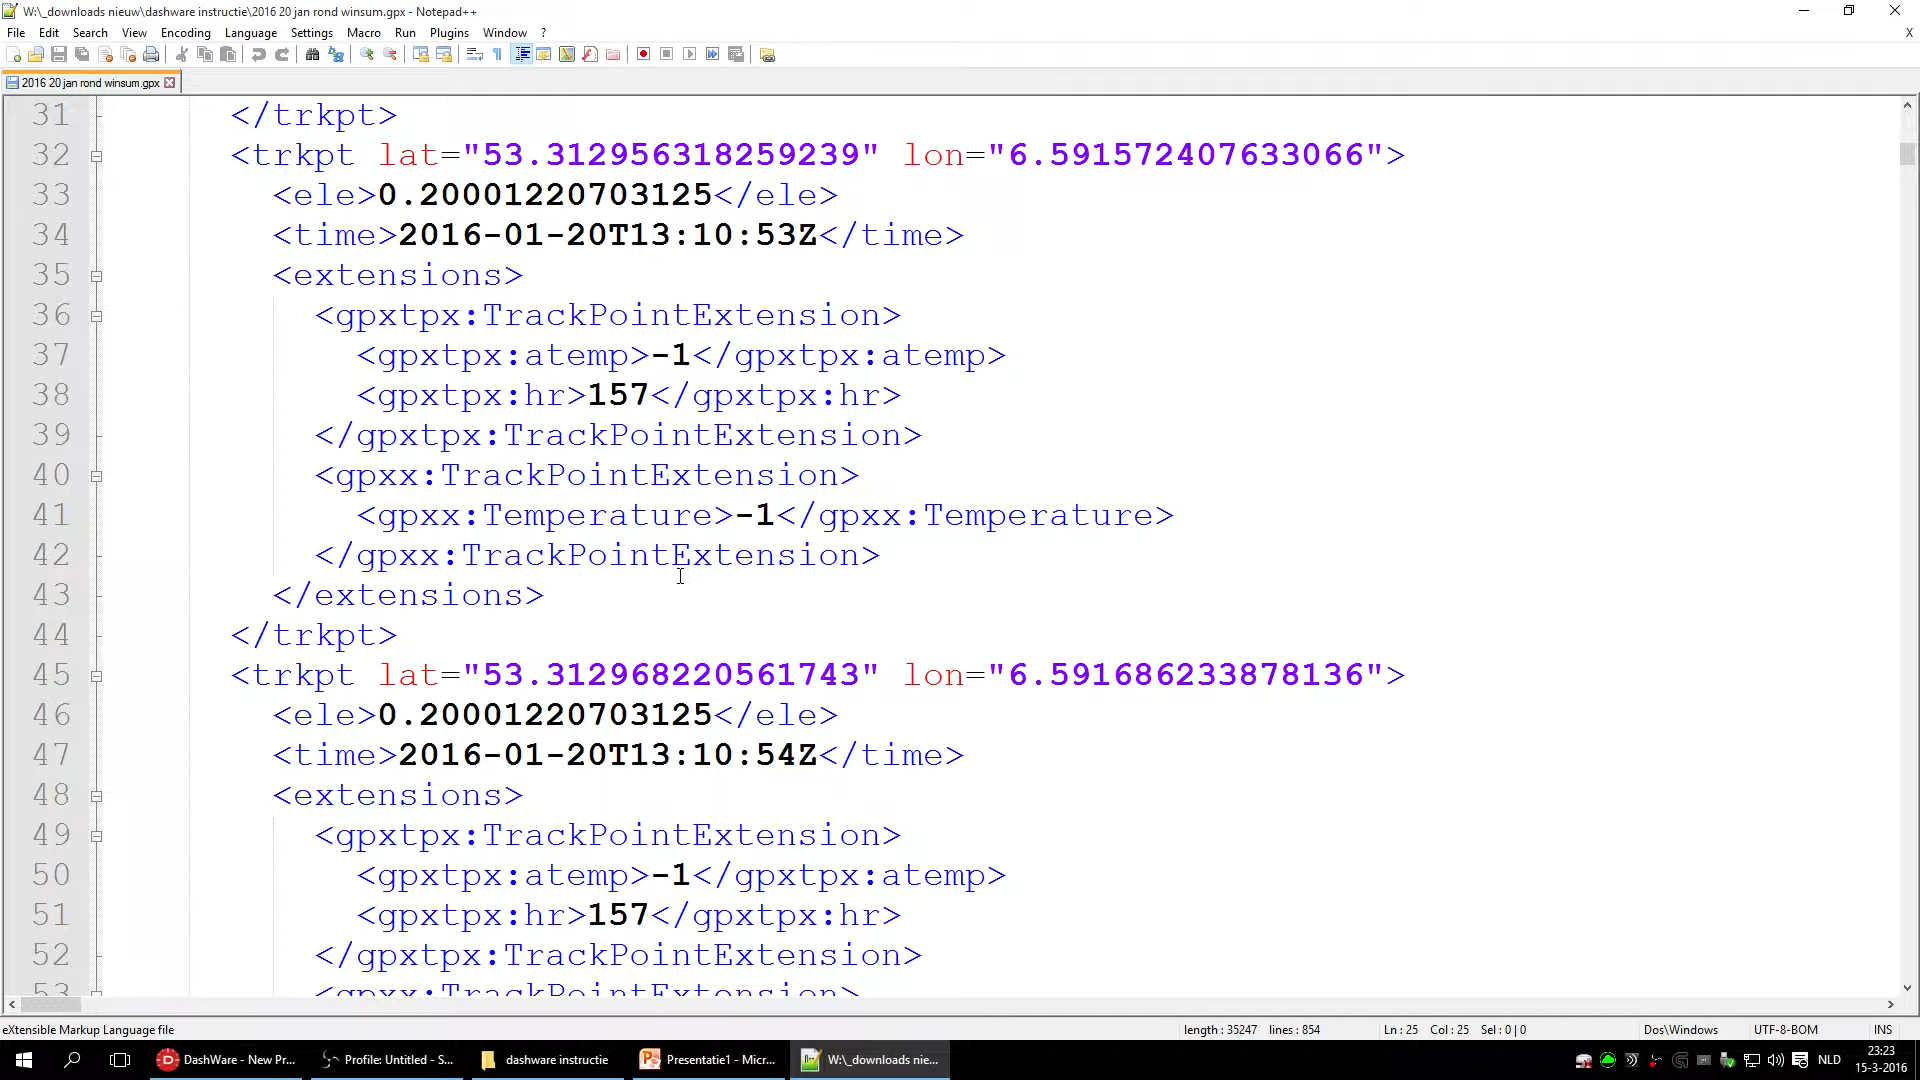 W:\_downloads nieuw\dashware instructie\2016 20 jan rond winsum.gpx - Notepad++
File Edit Search View Encoding Language Settings Macro Run Plugins Window ? X
2016 20 jan rond winsum.gpx
31 </trkpt>
32 <trkpt lat="53.312956318259239" lon="6.591572407633066">
33 <ele>0.20001220703125</ele>
34 <time>2016-01-20T13:10:53Z</time>
35 <extensions>
36 <gpxtpx:TrackPointExtension>
37 <gpxtpx:atemp>-1</gpxtpx:atemp>
38 <gpxtpx:hr>157</gpxtpx:hr>
39 </gpxtpx:TrackPointExtension>
40 <gpxx:TrackPointExtension>
41 <gpxx:Temperature>-1</gpxx:Temperature>
42 </gpxx:TrackPointExtension>
43 </extensions>
44 </trkpt>
45 <trkpt lat="53.312968220561743" lon="6.591686233878136">
46 <ele>0.20001220703125</ele>
47 <time>2016-01-20T13:10:54Z</time>
48 <extensions>
49 <gpxtpx:TrackPointExtension>
50 <gpxtpx:atemp>-1</gpxtpx:atemp>
51 <gpxtpx:hr>157</gpxtpx:hr>
52 </gpxtpx:TrackPointExtension>
53 <gpxx:TrackPointExtension>
eXtensible Markup Language file length : 35247 lines : 854 Ln : 25 Col : 25 Sel : 0 | 0 Dos\Windows UTF-8-BOM INS
DashWare - New Pr... Profile: Untitled - S... dashware instructie Presentatie1 - Micr... W:\_downloads nie... NLD 23:23
15-3-2016